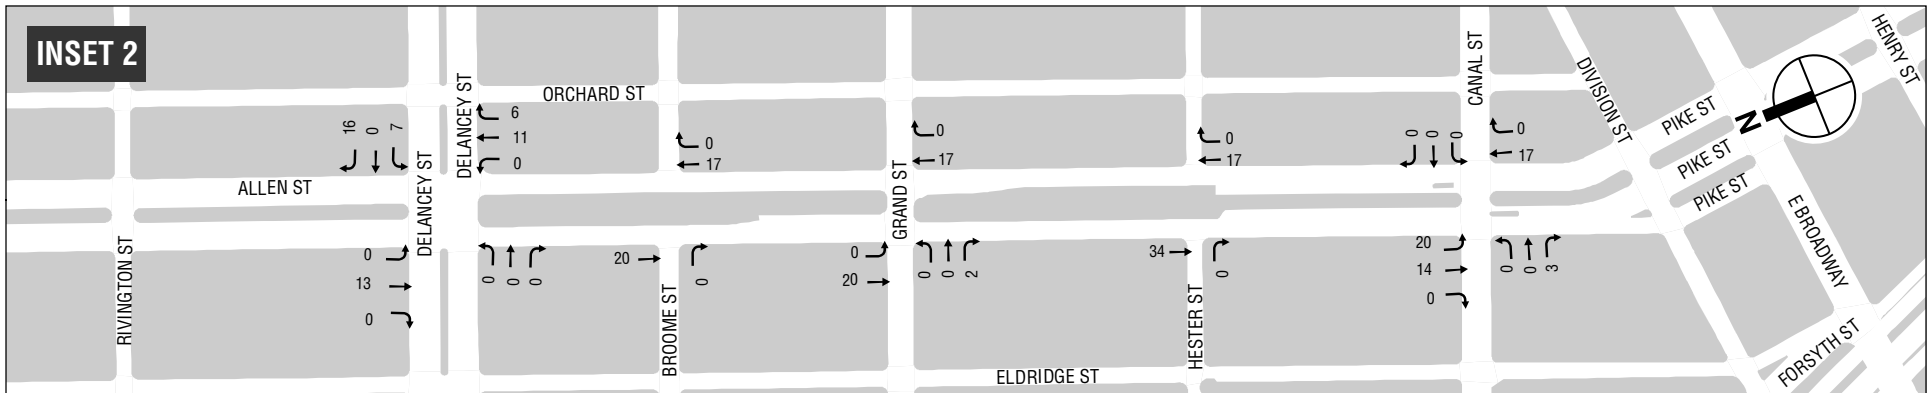 INSET 2
HENRY ST
CANAL ST
DIVISION ST
DELANCEY ST
ORCHARD ST
PIKE ST
N
6
16
0
7
11
0
0
17
0
17
0
17
0
0
0
0
17
PIKE ST
ALLEN ST
DELANCEY ST
GRAND ST
PIKE ST
E BROADWAY
RIVINGTON ST
0
13
0
0
0
0
20
0
0
20
0
0
2
34
0
20
14
0
0
0
3
BROOME ST
HESTER ST
ELDRIDGE ST
FORSYTH ST